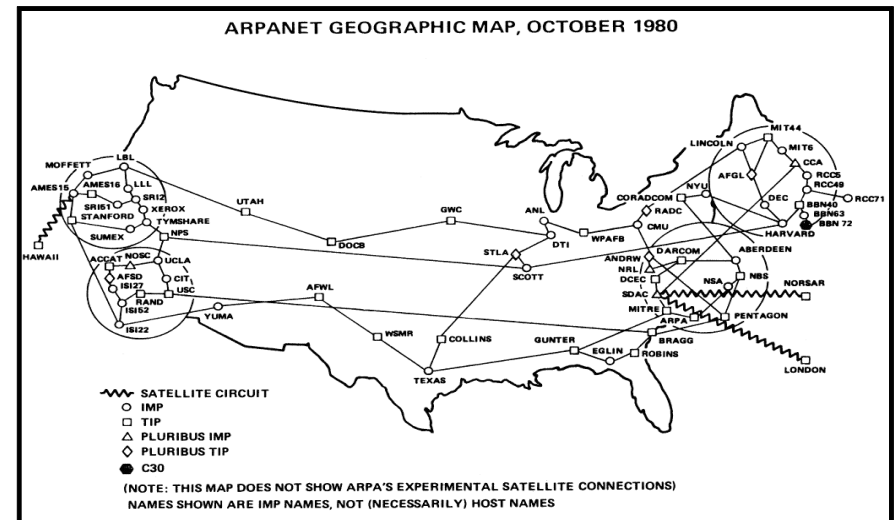 ARPANET GEOGRAPHIC MAP, OCTOBER 1980
MIT44
LINCOLN
MIT6
MOFFETT
LBL
CCA
AMES15
AMES16
LLL
SRI2
AFGL
RCC5
RCC49
RCC71
SRI51
XEROX
STANFORD
TYMSHARE
SUMEX
NPS
HAWAII
UTAH
GWC
DOCB
ANL
DTI
WPAFB
CORADCOM
NYU
RADC
CMU
DEC
BBN40
BBN63
BBN 72
HARVARD
STLA
SCOTT
ANDRW
DARCOM
ABERDEEN
NRL
DCEC
NSA
NBS
SDAC
NORSAR
MITRE
ARPA
PENTAGON
LONDON
ACCAT
NOSC
UCLA
AFSD
CIT
ISI27
USC
RAND
ISI52
ISI22
YUMA
AFWL
WSMR
COLLINS
TEXAS
GUNTER
EGLIN
ROBINS
BRAGG
SATELLITE CIRCUIT
IMP
TIP
PLURIBUS IMP
PLURIBUS TIP
C30
(NOTE: THIS MAP DOES NOT SHOW ARPA'S EXPERIMENTAL SATELLITE CONNECTIONS)
NAMES SHOWN ARE IMP NAMES, NOT (NECESSARILY) HOST NAMES